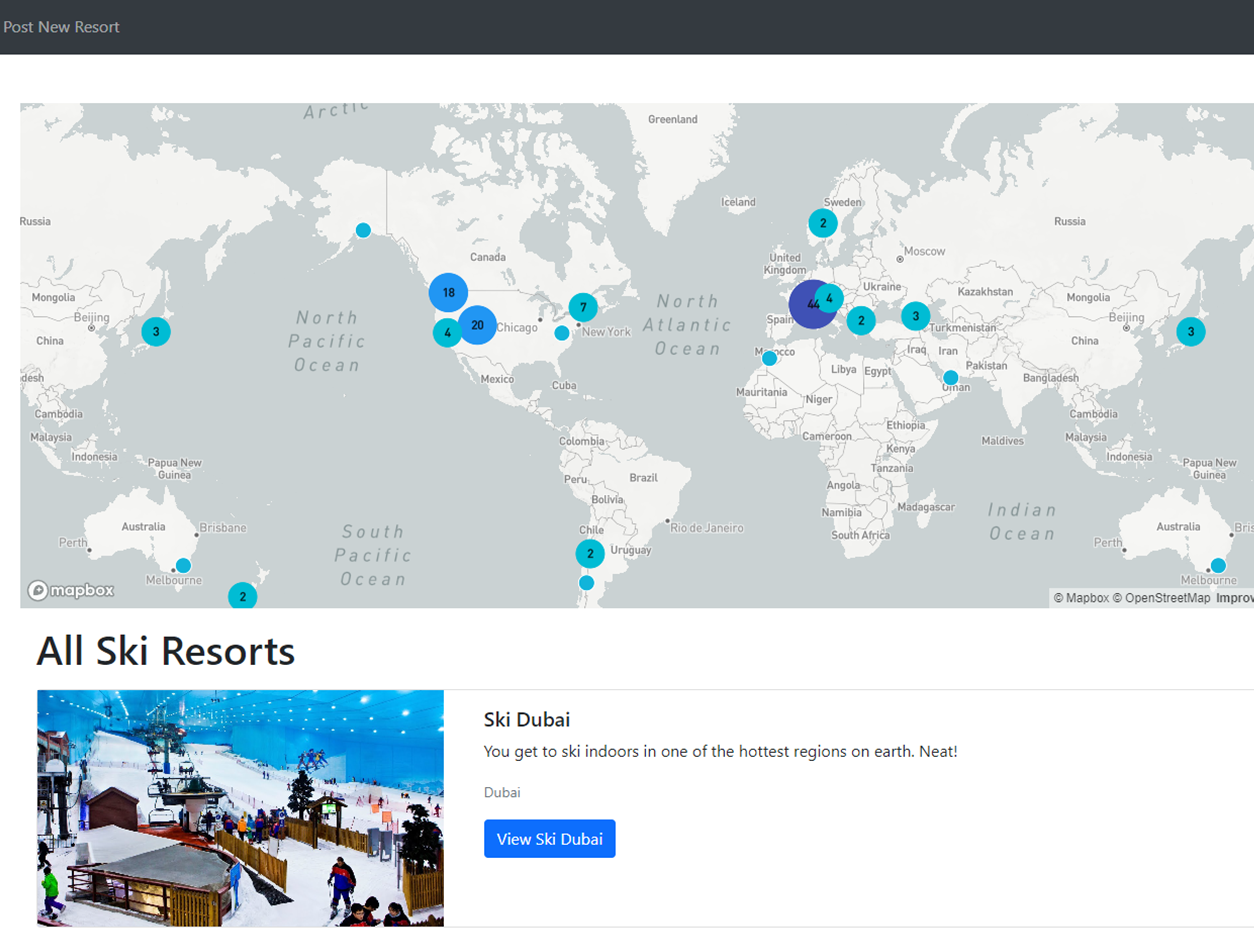 Post New Resort
Arctic
Greenland
Iceland
Sweden
Russia
Russia
2
Moscow
Canada
United
Kingdom
Ukraine
Kazakhstan
Mongolia
Mongolia
18
44
4
7
North
Pacific
Ocean
North
Atlantic
Ocean
Beijing
Beijing
3
China
4
20
Chicago
New York
Spain
2
3
Turkmenistan
China
3
Morocco
Iraq
Iran
Pakistan
Libya
Egypt
desh
Mexico
Cuba
Oman
Bangladesh
Mauritania
Niger
Cambodia
Cambodia
Malaysia
Indonesia
Papua New
Guinea
Colombia
Cameroon
Ethiopia
Kenya
Maldives
Malaysia
Indonesia
Papua New
Guinea
Peru
Brazil
Tanzania
Bolivia
Angola
Namibia
Madagascar
Indian
Ocean
Australia
Brisbane
Perth
South
Pacific
Ocean
Chile
Rio de Janeiro
South Africa
Australia
Bris
Perth
2
Uruguay
Melbourne
Melbourne
mapbox
2
© Mapbox © OpenStreetMap Improv
All Ski Resorts
Ski Dubai
You get to ski indoors in one of the hottest regions on earth. Neat!
Dubai
View Ski Dubai